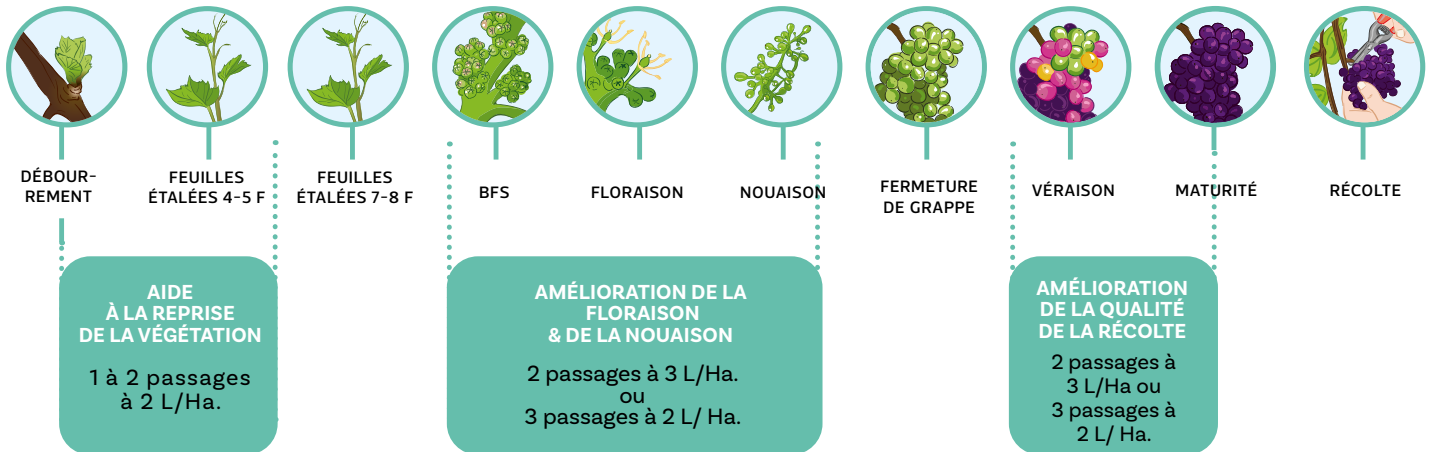 DÉBOUR-
REMENT
FEUILLES
ÉTALÉES 4-5 F
FEUILLES
ÉTALÉES 7-8 F
BFS
FLORAISON
NOUAISON
FERMETURE
DE GRAPPE
VÉRAISON
MATURITÉ
RÉCOLTE
AIDE
À LA REPRISE
DE LA VÉGÉTATION
1 à 2 passages
à 2 L/Ha.
AMÉLIORATION DE LA
FLORAISON
& DE LA NOUAISON
2 passages à 3 L/Ha.
ou
3 passages à 2 L/ Ha.
AMÉLIORATION
DE LA QUALITÉ
DE LA RÉCOLTE
2 passages à
3 L/Ha ou
3 passages à
2 L/ Ha.